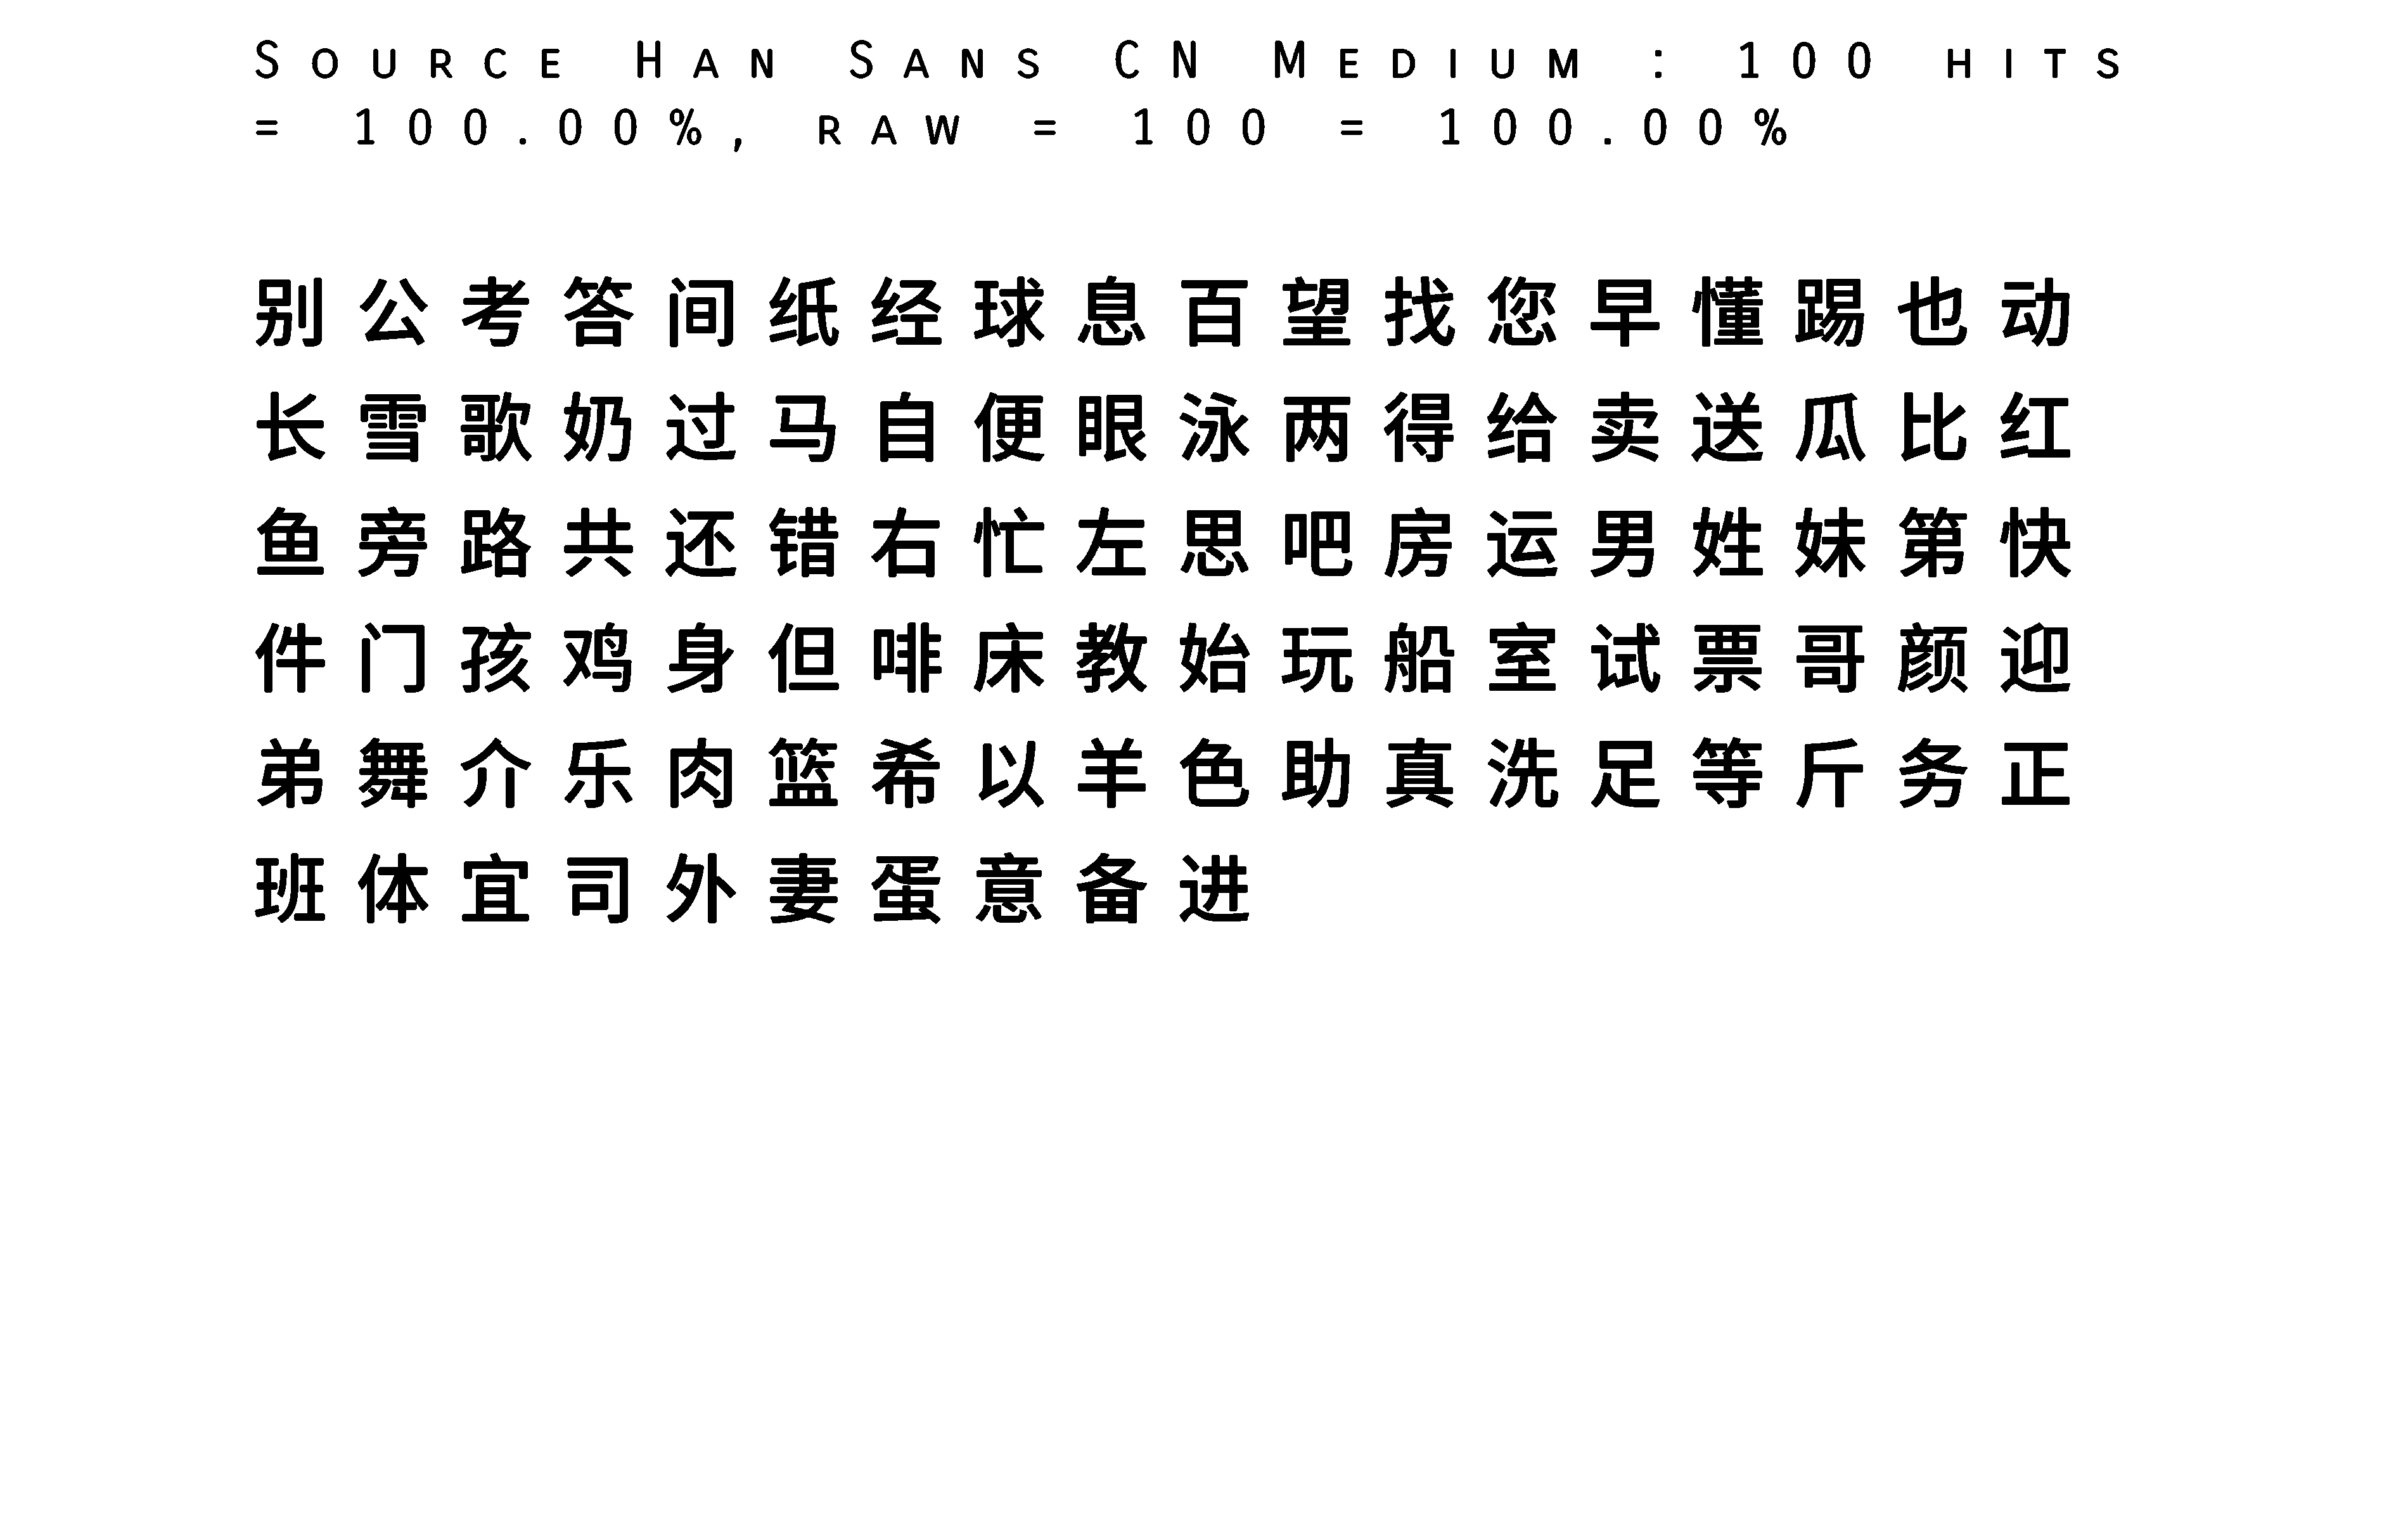 Source Han Sans CN Medium : 100 hits
= 100.00%, raw = 100 = 100.00%
别公考答间纸经球息百望找您早懂踢也动
长雪歌奶过马自便眼泳两得给卖送瓜比红
鱼旁路共还错右忙左思吧房运男姓妹第快
件门孩鸡身但啡床教始玩船室试票哥颜迎
弟舞介乐肉篮希以羊色助真洗足等斤务正
班体宜司外妻蛋意备进